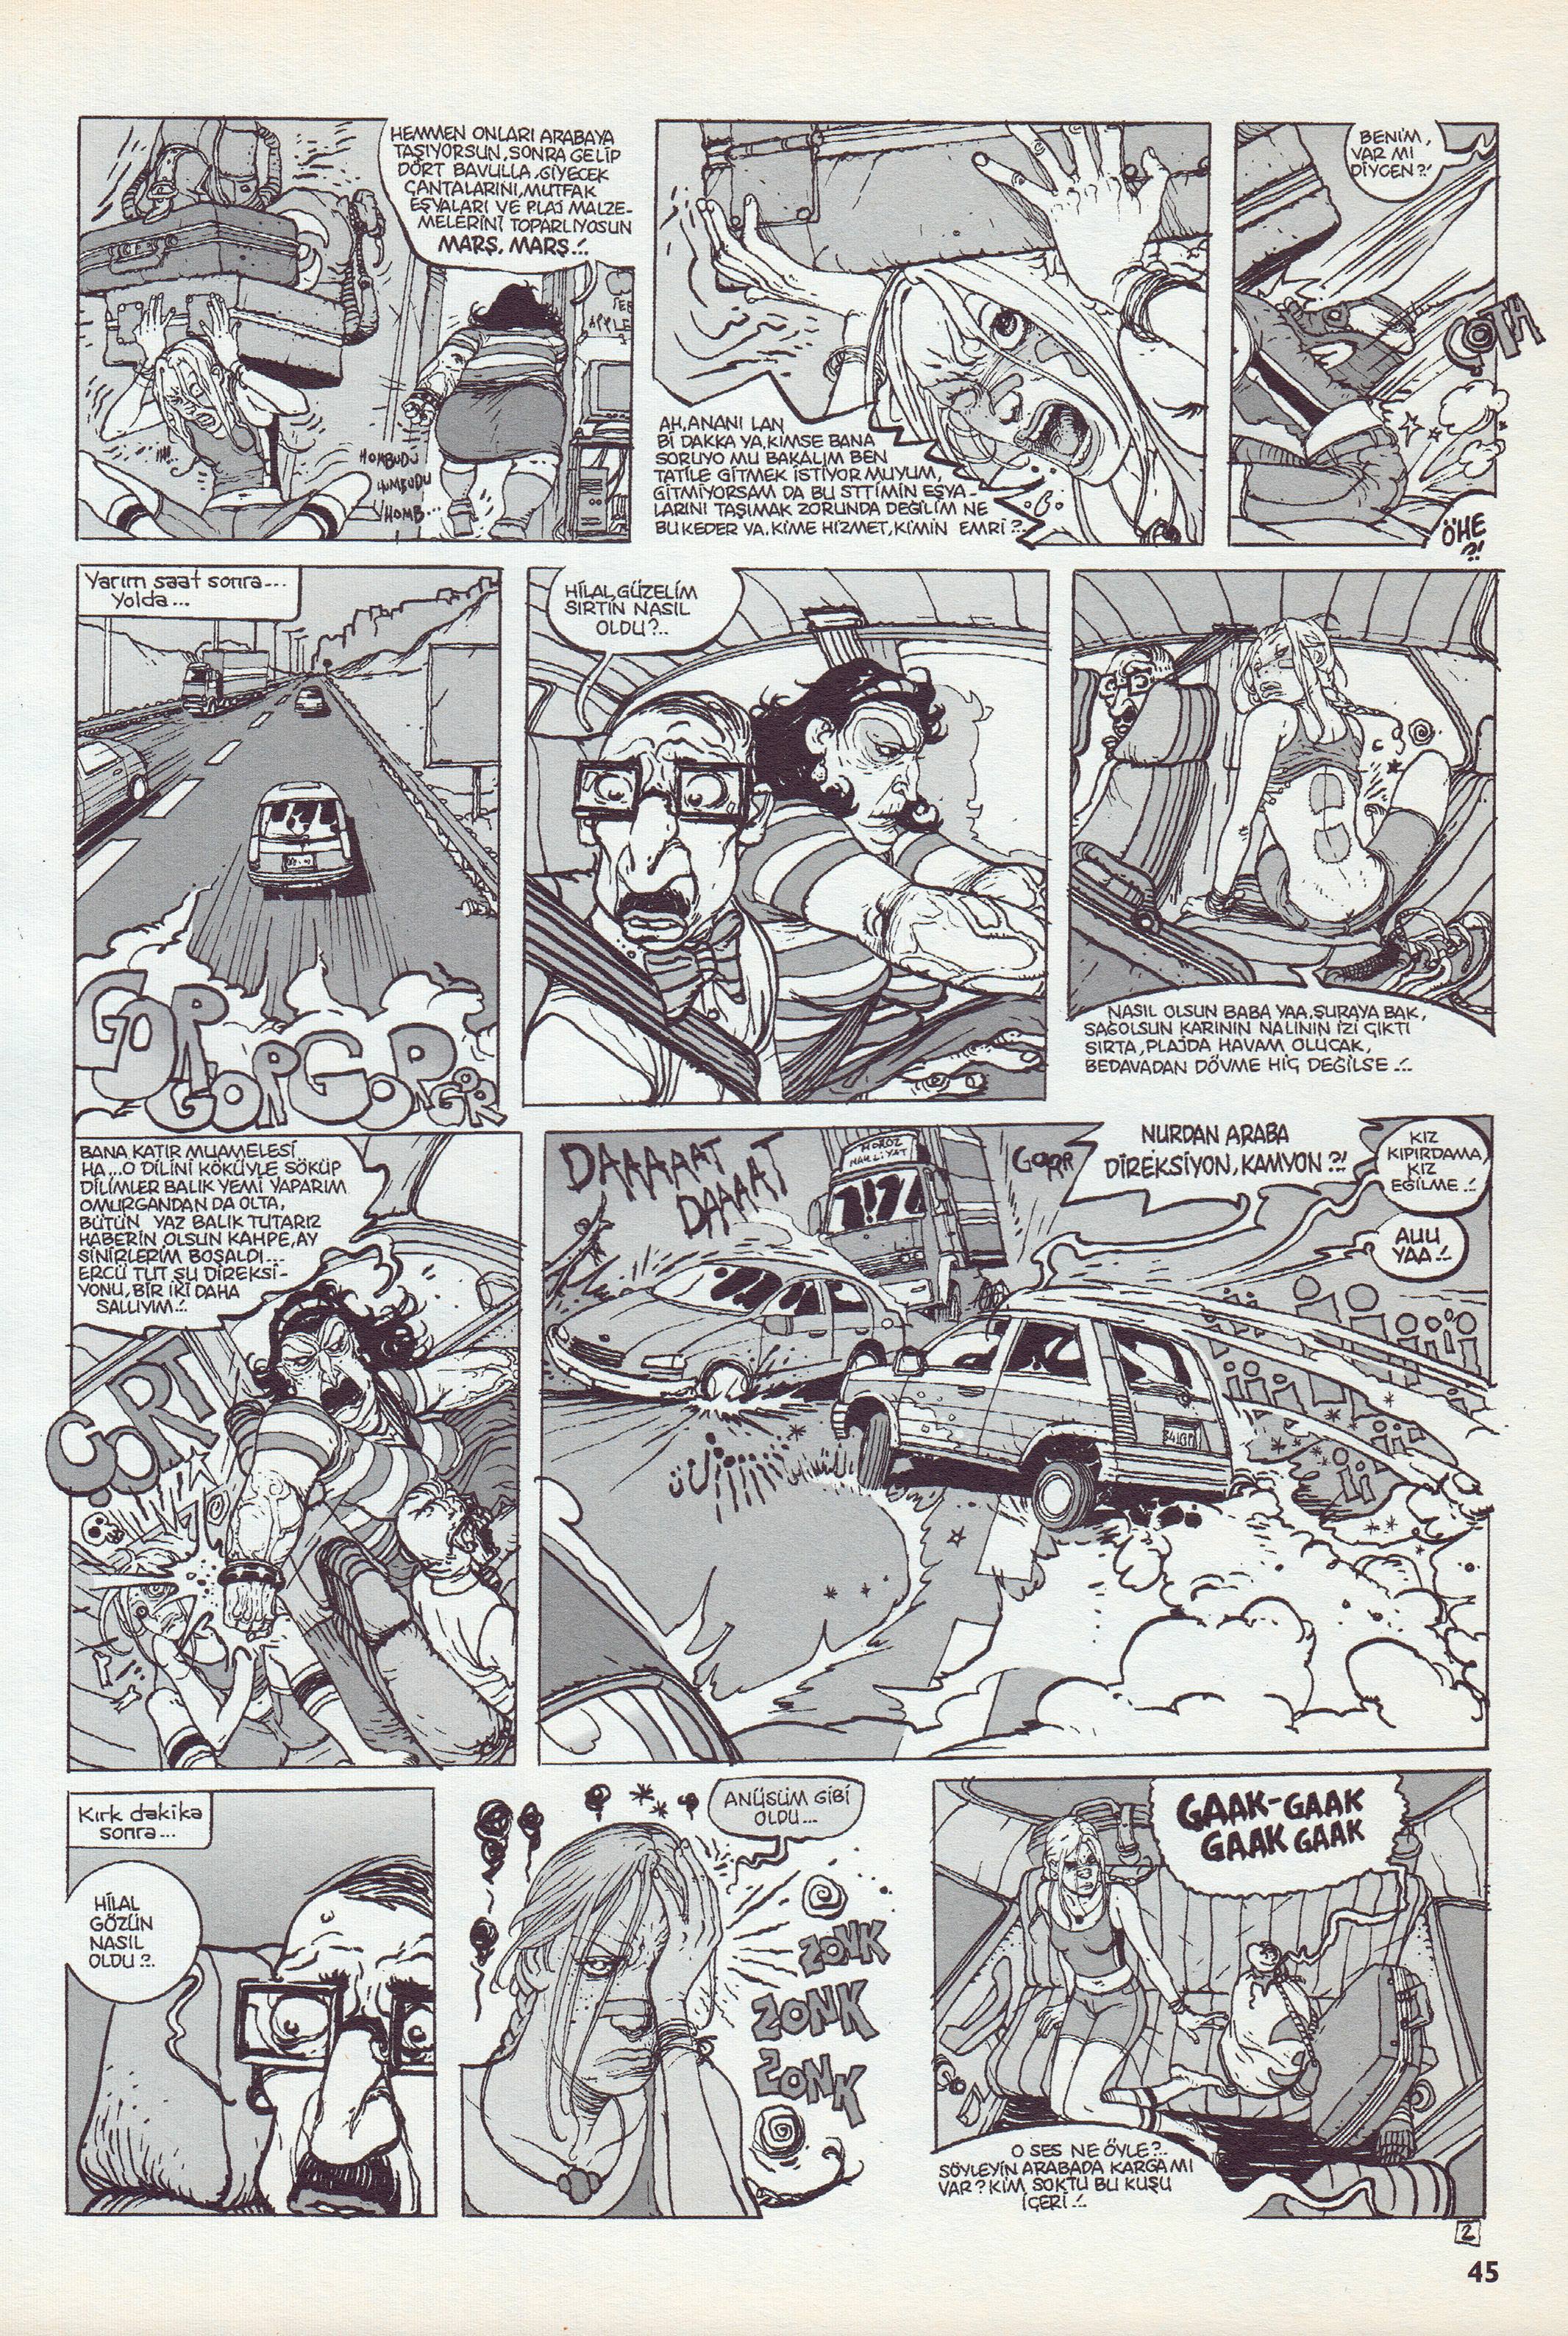 HEMMEN ONLARI ARABAYA
TAŞIYORSUN, SONRA GELİP
DÖRT BAVULLA, GİYECEK
ÇANTALARINI, MUTFAK
EŞYALARI VE PLAJ MALZE-
MELERİNİ TOPARLIYOSUN
MARŞ, MARŞ!..
APPLE
HOMBUDU
HUMBUDU
HOMB...
AH, ANANI LAN
Bİ DAKKA YA, KİMSE BANA
SORUYO MU BAKALIM BEN
TATİLE GİTMEK İSTİYOR MUYUM,
GİTMİYORSAM DA BU STTİMİN EŞYA-
LARINI TAŞIMAK ZORUNDA DEĞİLİM NE
BU KEDER YA, KİME HİZMET, KİMİN EMRİ?..
BENİM,
VAR MI
DİYCEN?!
ÖHE
?!
Yarım saat sonra...
Yolda...
GOR GOR GOR GOR
HİLAL, GÜZELİM
SIRTIN NASIL
OLDU?..
NASIL OLSUN BABA YAA, ŞURAYA BAK,
SAĞOLSUN KARININ NALININ İZİ ÇIKTI
SIRTA, PLAJDA HAVAM OLUCAK,
BEDAVADAN DÖVME HİÇ DEĞİLSE!..
BANA KATIR MUAMELESİ
HA... O DİLİNİ KÖKÜYLE SÖKÜP
DİLİMLER BALIK YEMİ YAPARIM
OMURGANDAN DA OLTA,
BÜTÜN YAZ BALIK TUTARIZ
HABERİN OLSUN KAHPE, AY
SİNİRLERİM BOŞALDI...
ERCÜ TUT ŞU DİREKSİ-
YONU, BİR İKİ DAHA
SALLIYIM!..
ÇORT
DAAAAAT
DAAAAT
HOROZ
NAKLİYAT
GORR
NURDAN ARABA
DİREKSİYON, KAMYON?!!
KIZ
KIPIRDAMA,
KIZ
EĞİLME!..
AUU
YAA!..
Kırk dakika
sonra...
HİLAL
GÖZÜN
NASIL
OLDU?..
ANÜSÜM GİBİ
OLDU...
ZONK
ZONK
ZONK
GAAK-GAAK
GAAK GAAK
O SES NE ÖYLE?..
SÖYLEYİN ARABADA KARGA MI
VAR? KİM SOKTU BU KUŞU
İÇERİ!..
2
45